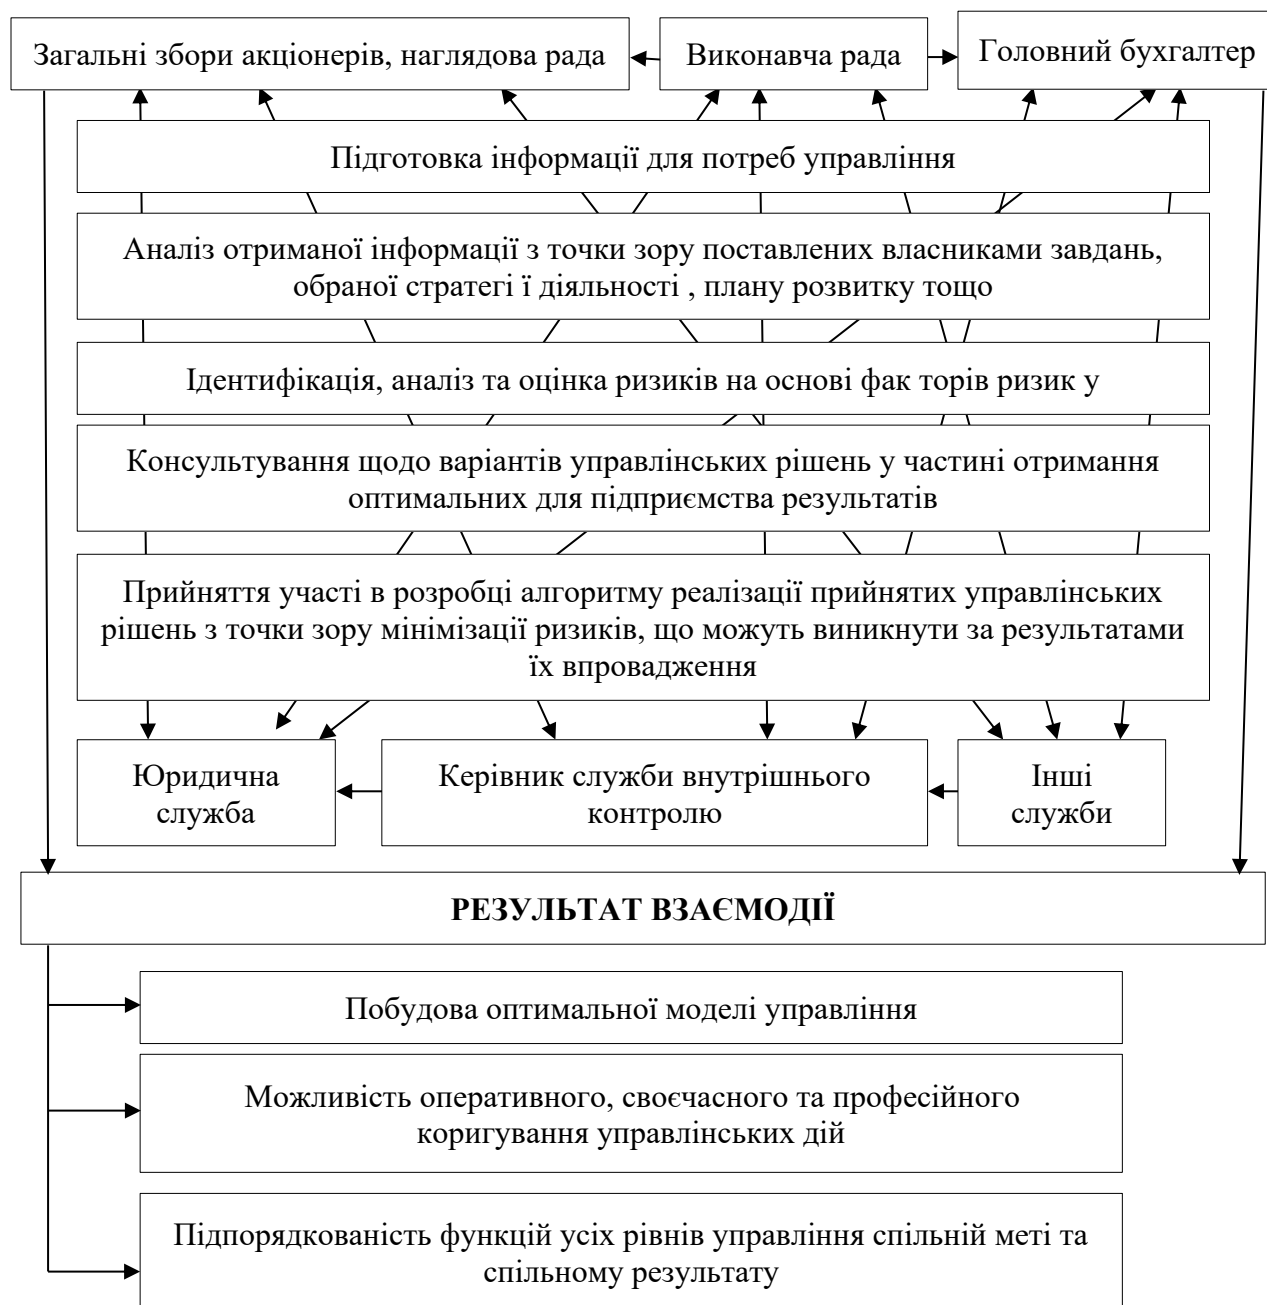 Загальні збори акціонерів, наглядова рада
Виконавча рада
Головний бухгалтер
Підготовка інформації для потреб управління
Аналіз отриманої інформації з точки зору поставлених власниками завдань,
обраної стратегі ї діяльності , плану розвитку тощо
Ідентифікація, аналіз та оцінка ризиків на основі фак торів ризик у
Консультування щодо варіантів управлінських рішень у частині отримання
оптимальних для підприємства результатів
Прийняття участі в розробці алгоритму реалізації прийнятих управлінських
рішень з точки зору мінімізації ризиків, що можуть виникнути за результатами
їх впровадження
Юридична
служба
Керівник служби внутрішнього
контролю
Інші
служби
РЕЗУЛЬТАТ ВЗАЄМОДІЇ
Побудова оптимальної моделі управління
Можливість оперативного, своєчасного та професійного
коригування управлінських дій
Підпорядкованість функцій усіх рівнів управління спільній меті та
спільному результату